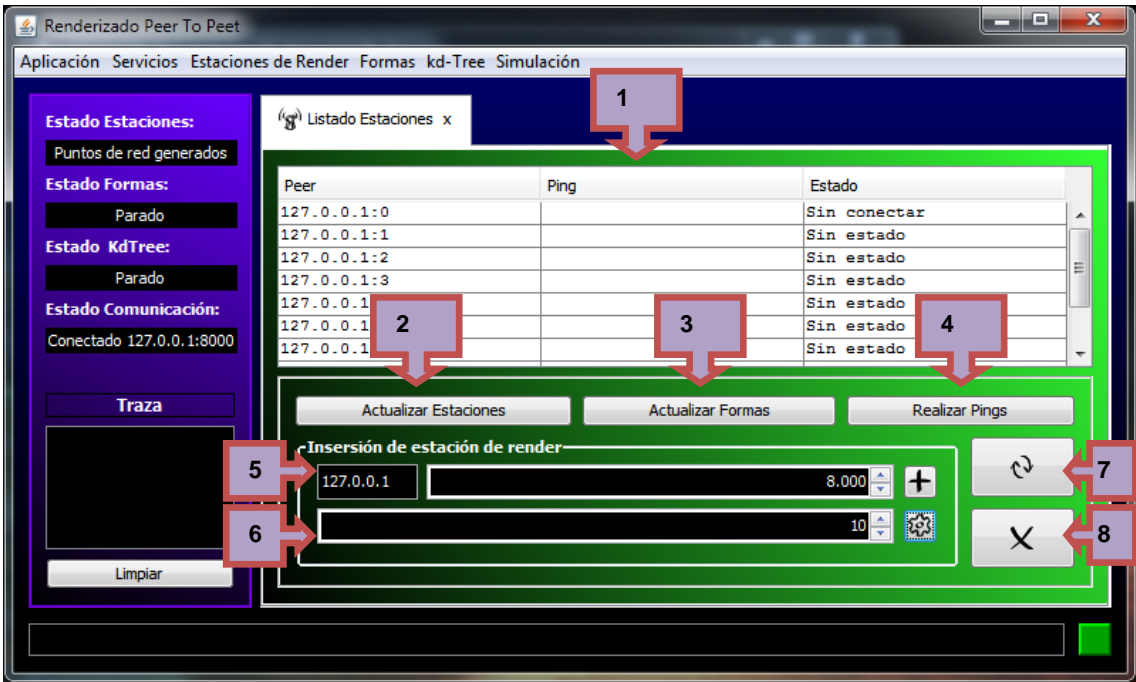 Renderizado Peer To Peet
Aplicación Servicios Estaciones de Render Formas kd-Tree Simulación
Estado Estaciones:
Puntos de red generados
Estado Formas:
Parado
Estado KdTree:
Parado
Estado Comunicación:
Conectado 127.0.0.1:8000
Traza
Limpiar
Listado Estaciones x
1
Peer Ping Estado
127.0.0.1:0 Sin conectar
127.0.0.1:1 Sin estado
127.0.0.1:2 Sin estado
127.0.0.1:3 Sin estado
127.0.0.1 Sin estado
127.0.0.1 Sin estado
127.0.0.1 Sin estado
2
3
4
Actualizar Estaciones
Actualizar Formas
Realizar Pings
Insersión de estación de render
5
127.0.0.1 8.000
6
10
7
8